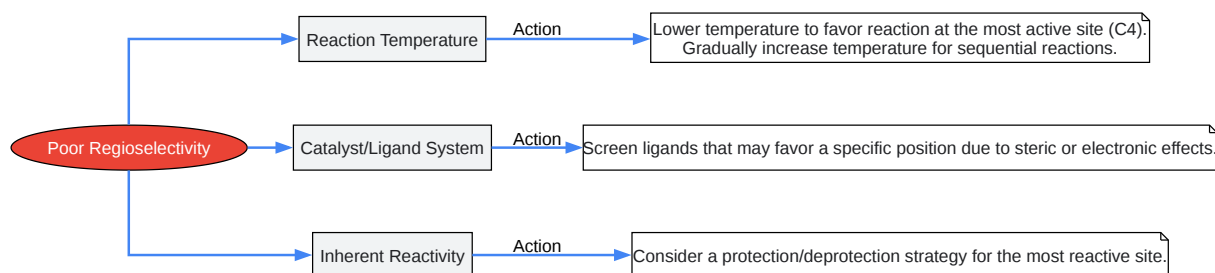 Reaction Temperature
Action
Lower temperature to favor reaction at the most active site (C4).
Gradually increase temperature for sequential reactions.
Poor Regioselectivity
Catalyst/Ligand System
Action
Screen ligands that may favor a specific position due to steric or electronic effects.
Inherent Reactivity
Action
Consider a protection/deprotection strategy for the most reactive site.